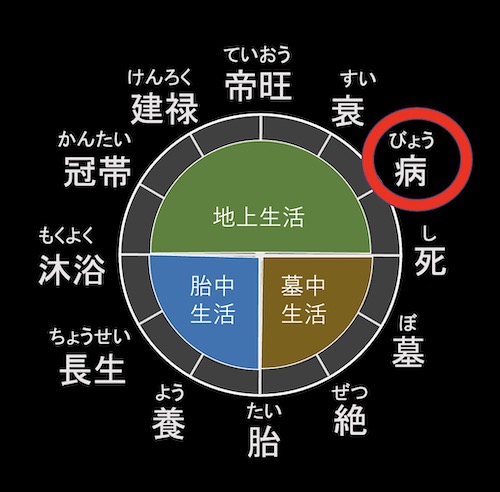 ていおう
帝旺
すい
衰
びょう
病
し
死
ぼ
墓
ぜつ
絶
たい
胎
よう
養
ちょうせい
長生
もくよく
沐浴
かんたい
冠帯
けんろく
建禄
地上生活
胎中
生活
墓中
生活